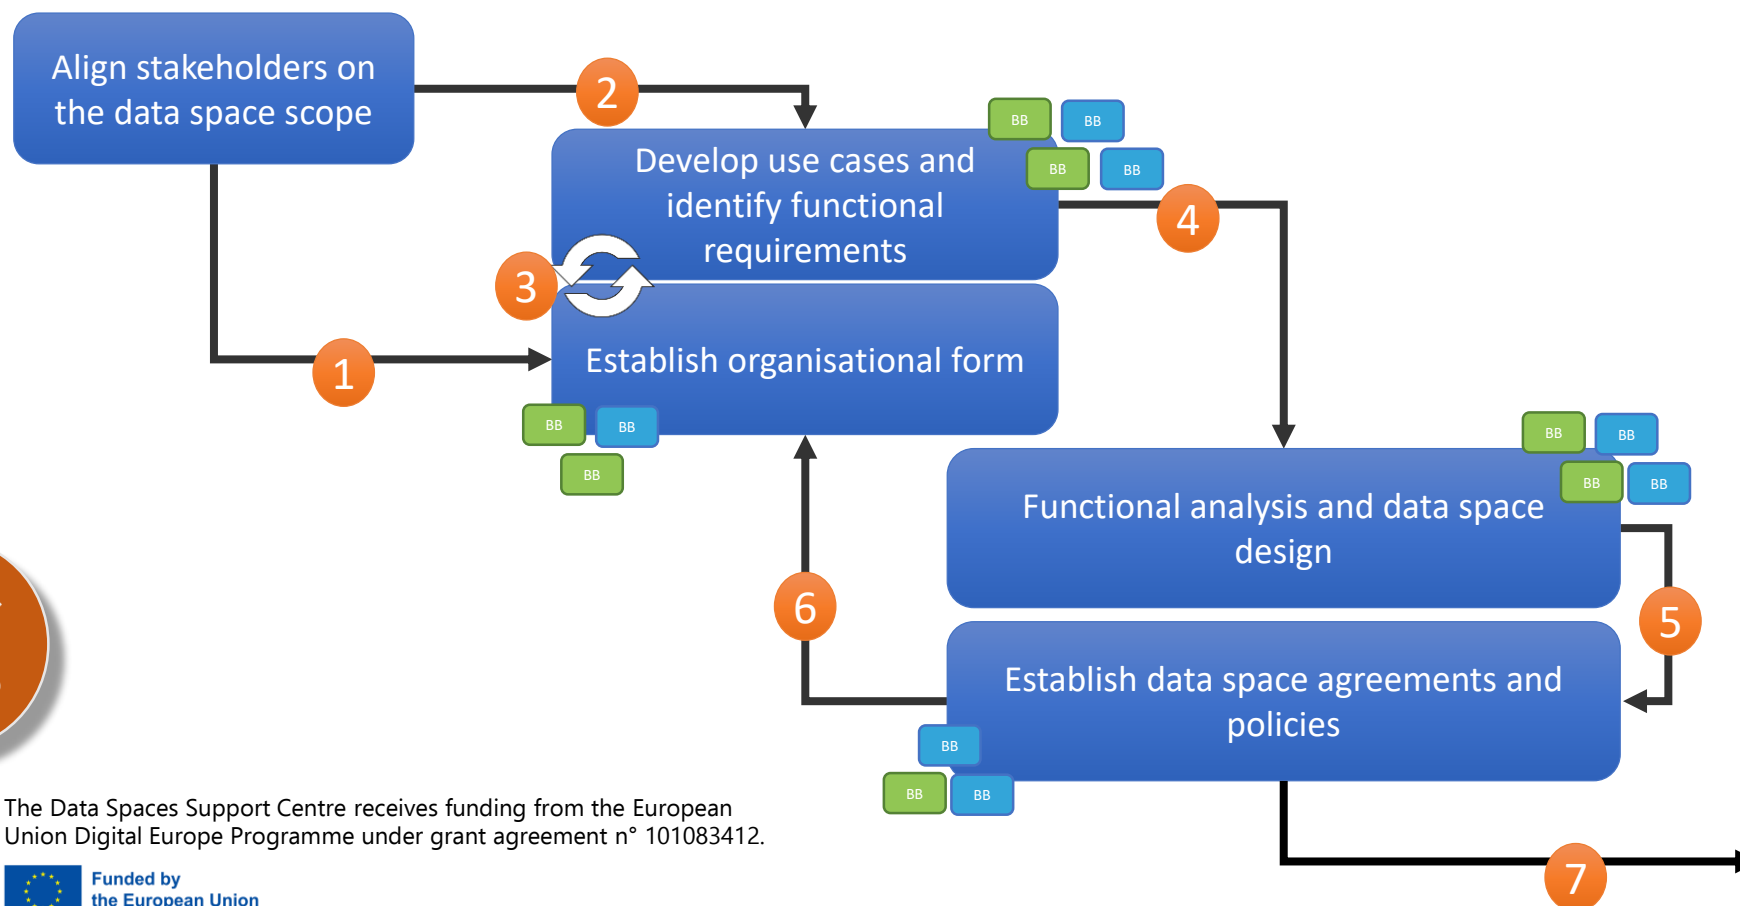 Align stakeholders on
the data space scope
2
BB
BB
BB
BB
Develop use cases and
identify functional
requirements
4
3
Establish organisational form
1
BB
BB
BB
BB
BB
BB
BB
Functional analysis and data space
design
6
5
Establish data space agreements and
policies
BB
BB
BB
The Data Spaces Support Centre receives funding from the European
Union Digital Europe Programme under grant agreement n° 101083412.
7
Funded by
the European Union